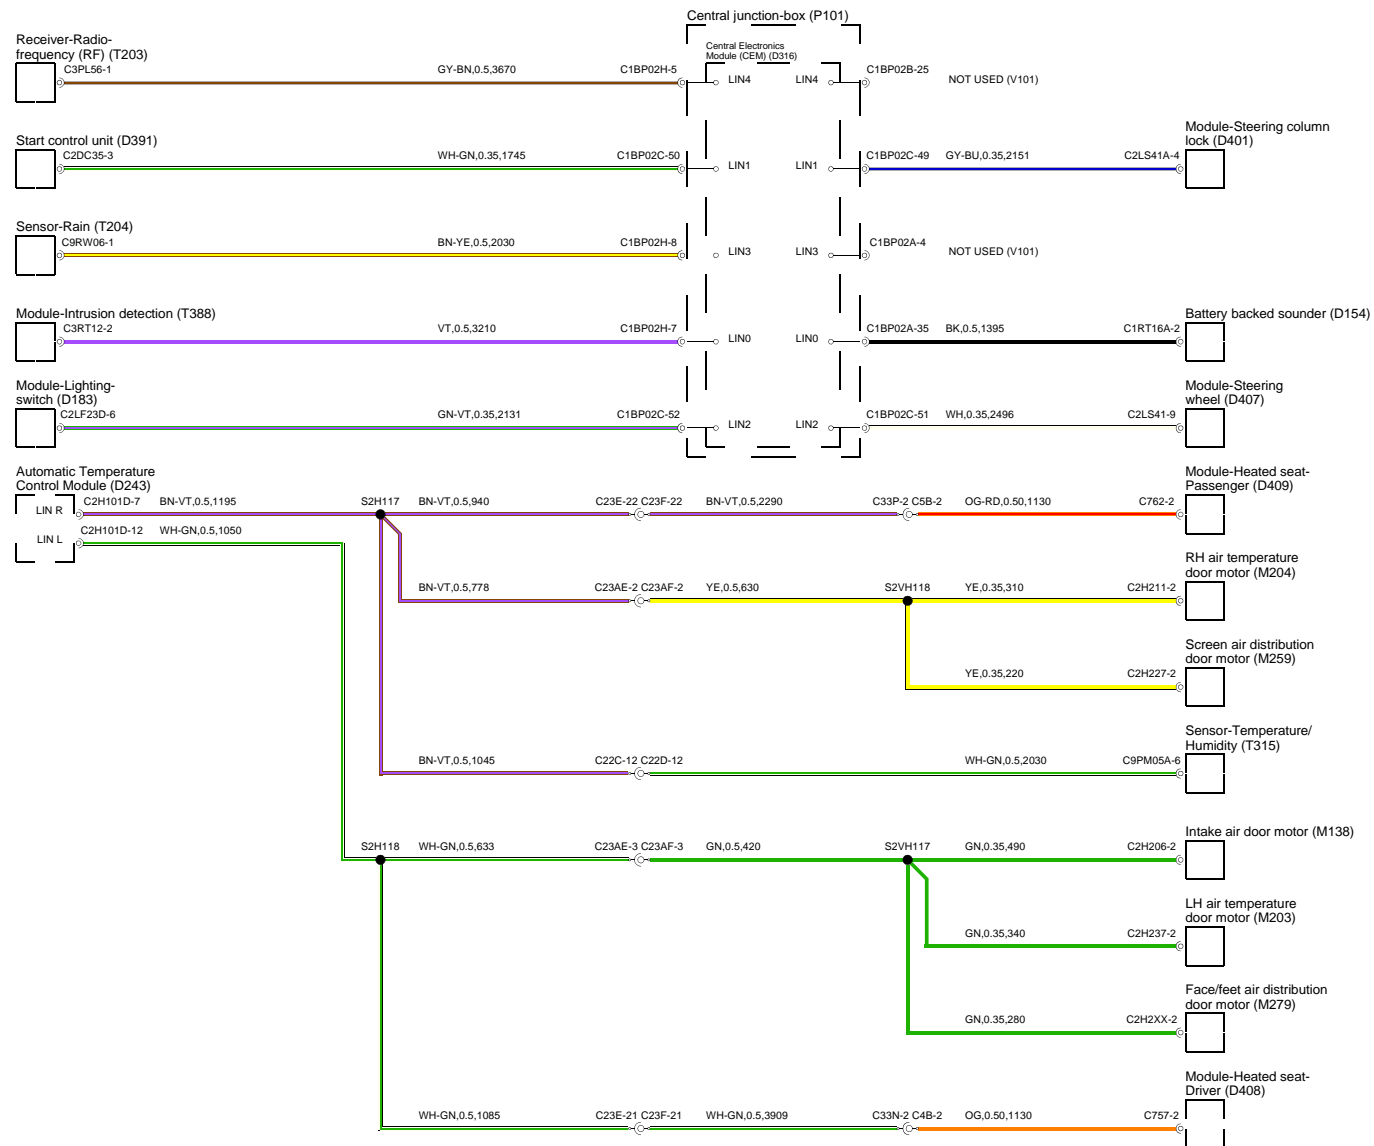 Central junction-box (P101)
Receiver-Radio-
frequency (RF) (T203)
Central Electronics
Module (CEM) (D316)
C3PL56-1 GY-BN,0.5,3670 C1BP02H-5 LIN4 LIN4 C1BP02B-25 NOT USED (V101)
Start control unit (D391)
Module-Steering column
lock (D401)
C2DC35-3 WH-GN,0.35,1745 C1BP02C-50 LIN1 LIN1 C1BP02C-49 GY-BU,0.35,2151 C2LS41A-4
Sensor-Rain (T204)
C9RW06-1 BN-YE,0.5,2030 C1BP02H-8 LIN3 LIN3 C1BP02A-4 NOT USED (V101)
Module-Intrusion detection (T388)
Battery backed sounder (D154)
C3RT12-2 VT,0.5,3210 C1BP02H-7 LIN0 LIN0 C1BP02A-35 BK,0.5,1395 C1RT16A-2
Module-Lighting-
switch (D183)
Module-Steering
wheel (D407)
C2LF23D-6 GN-VT,0.35,2131 C1BP02C-52 LIN2 LIN2 C1BP02C-51 WH,0.35,2496 C2LS41-9
Automatic Temperature
Control Module (D243)
Module-Heated seat-
Passenger (D409)
LIN R C2H101D-7 BN-VT,0.5,1195 S2H117 BN-VT,0.5,940 C23E-22 C23F-22 BN-VT,0.5,2290 C33P-2 C5B-2 OG-RD,0.50,1130 C762-2
LIN L C2H101D-12 WH-GN,0.5,1050
RH air temperature
door motor (M204)
BN-VT,0.5,778 C23AE-2 C23AF-2 YE,0.5,630 S2VH118 YE,0.35,310 C2H211-2
Screen air distribution
door motor (M259)
YE,0.35,220 C2H227-2
Sensor-Temperature/
Humidity (T315)
BN-VT,0.5,1045 C22C-12 C22D-12 WH-GN,0.5,2030 C9PM05A-6
Intake air door motor (M138)
S2H118 WH-GN,0.5,633 C23AE-3 C23AF-3 GN,0.5,420 S2VH117 GN,0.35,490 C2H206-2
LH air temperature
door motor (M203)
GN,0.35,340 C2H237-2
Face/feet air distribution
door motor (M279)
GN,0.35,280 C2H2XX-2
Module-Heated seat-
Driver (D408)
WH-GN,0.5,1085 C23E-21 C23F-21 WH-GN,0.5,3909 C33N-2 C4B-2 OG,0.50,1130 C757-2